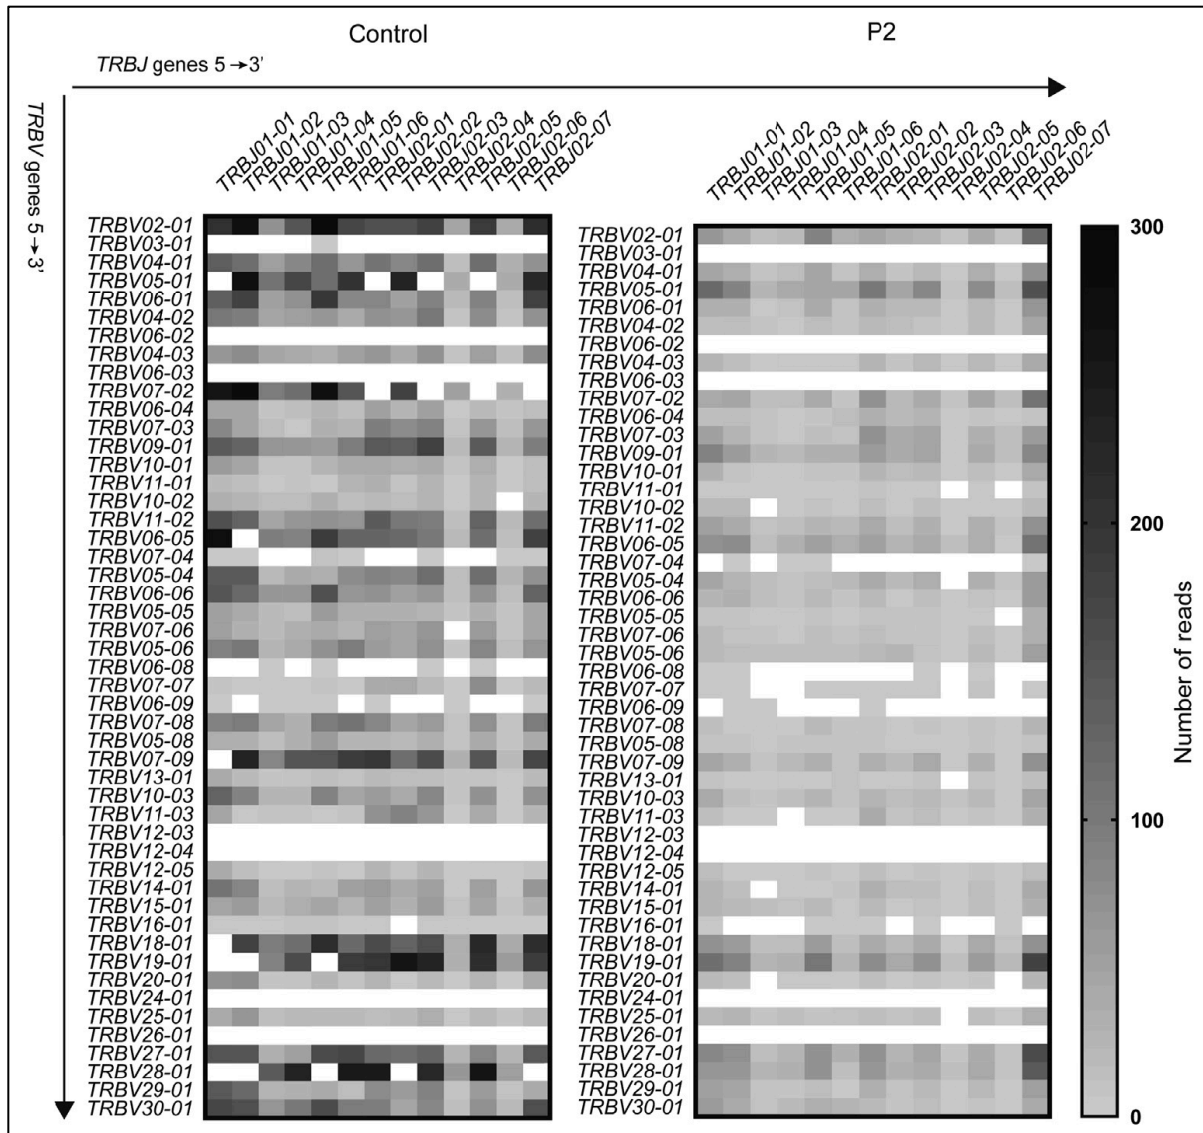 Control
P2
TRBJ genes 5→3'
TRBV genes 5→3'
TRBJ01-01
TRBJ01-02
TRBJ01-03
TRBJ01-04
TRBJ01-05
TRBJ01-06
TRBJ02-01
TRBJ02-02
TRBJ02-03
TRBJ02-04
TRBJ02-05
TRBJ02-06
TRBJ02-07
TRBJ01-01
TRBJ01-02
TRBJ01-03
TRBJ01-04
TRBJ01-05
TRBJ01-06
TRBJ02-01
TRBJ02-02
TRBJ02-03
TRBJ02-04
TRBJ02-05
TRBJ02-06
TRBJ02-07
TRBV02-01
TRBV03-01
TRBV04-01
TRBV05-01
TRBV06-01
TRBV04-02
TRBV06-02
TRBV04-03
TRBV06-03
TRBV07-02
TRBV06-04
TRBV07-03
TRBV09-01
TRBV10-01
TRBV11-01
TRBV10-02
TRBV11-02
TRBV06-05
TRBV07-04
TRBV05-04
TRBV06-06
TRBV05-05
TRBV07-06
TRBV05-06
TRBV06-08
TRBV07-07
TRBV06-09
TRBV07-08
TRBV05-08
TRBV07-09
TRBV13-01
TRBV10-03
TRBV11-03
TRBV12-03
TRBV12-04
TRBV12-05
TRBV14-01
TRBV15-01
TRBV16-01
TRBV18-01
TRBV19-01
TRBV20-01
TRBV24-01
TRBV25-01
TRBV26-01
TRBV27-01
TRBV28-01
TRBV29-01
TRBV30-01
TRBV02-01
TRBV03-01
TRBV04-01
TRBV05-01
TRBV06-01
TRBV04-02
TRBV06-02
TRBV04-03
TRBV06-03
TRBV07-02
TRBV06-04
TRBV07-03
TRBV09-01
TRBV10-01
TRBV11-01
TRBV10-02
TRBV11-02
TRBV06-05
TRBV07-04
TRBV05-04
TRBV06-06
TRBV05-05
TRBV07-06
TRBV05-06
TRBV06-08
TRBV07-07
TRBV06-09
TRBV07-08
TRBV05-08
TRBV07-09
TRBV13-01
TRBV10-03
TRBV11-03
TRBV12-03
TRBV12-04
TRBV12-05
TRBV14-01
TRBV15-01
TRBV16-01
TRBV18-01
TRBV19-01
TRBV20-01
TRBV24-01
TRBV25-01
TRBV26-01
TRBV27-01
TRBV28-01
TRBV29-01
TRBV30-01
300
200
100
0
Number of reads